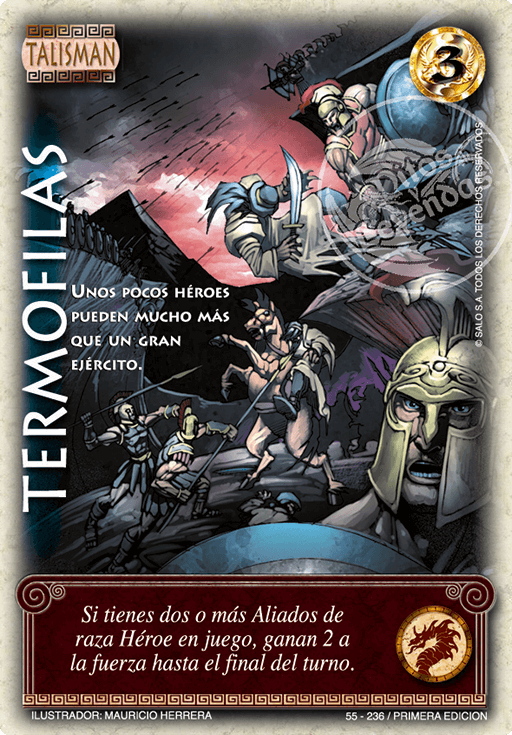 TALISMAN
3
TERMOFILAS
UNOS POCOS HÉROES
PUEDEN MUCHO MÁS
QUE UN GRAN
EJÉRCITO.
Mitos y
Leyendas
© SALO S.A. TODOS LOS DERECHOS RESERVADOS
Si tienes dos o más Aliados de
raza Héroe en juego, ganan 2 a
la fuerza hasta el final del turno.
ILUSTRADOR: MAURICIO HERRERA
55 - 236 / PRIMERA EDICION